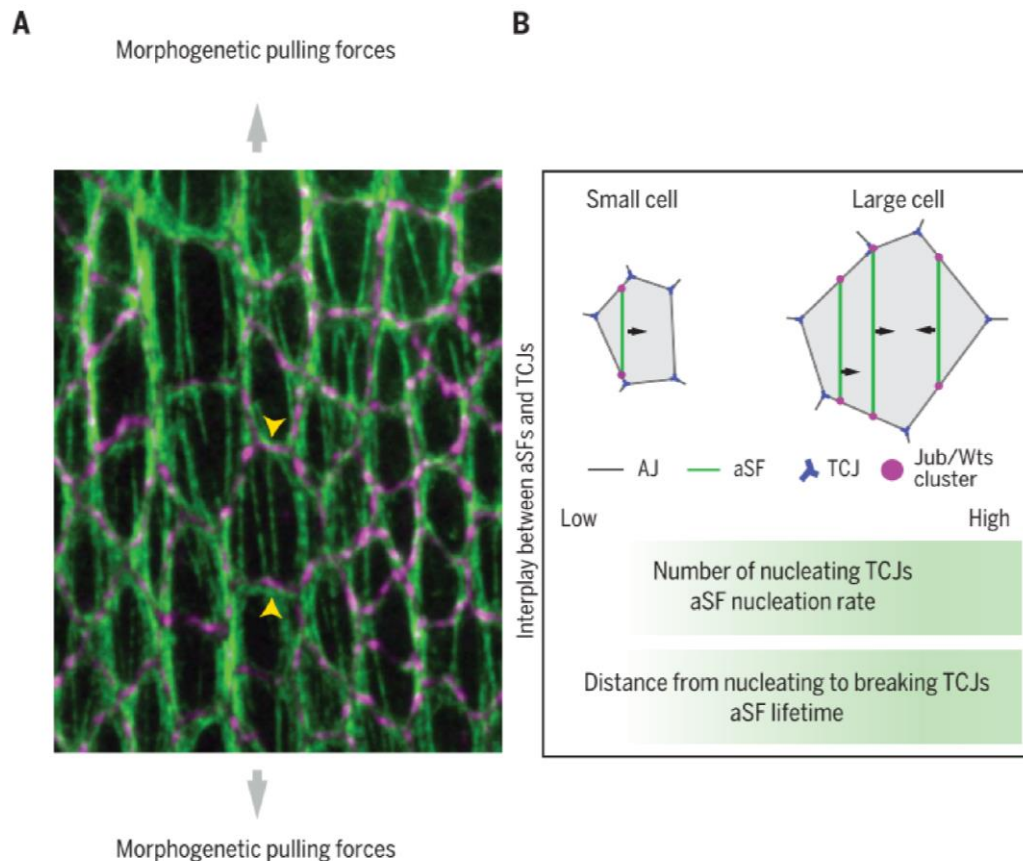 A
Morphogenetic pulling forces
Morphogenetic pulling forces
B
Interplay between aSFs and TCJs
Small cell
Large cell
AJ
aSF
TCJ
Jub/Wts
cluster
Low
High
Number of nucleating TCJs
aSF nucleation rate
Distance from nucleating to breaking TCJs
aSF lifetime